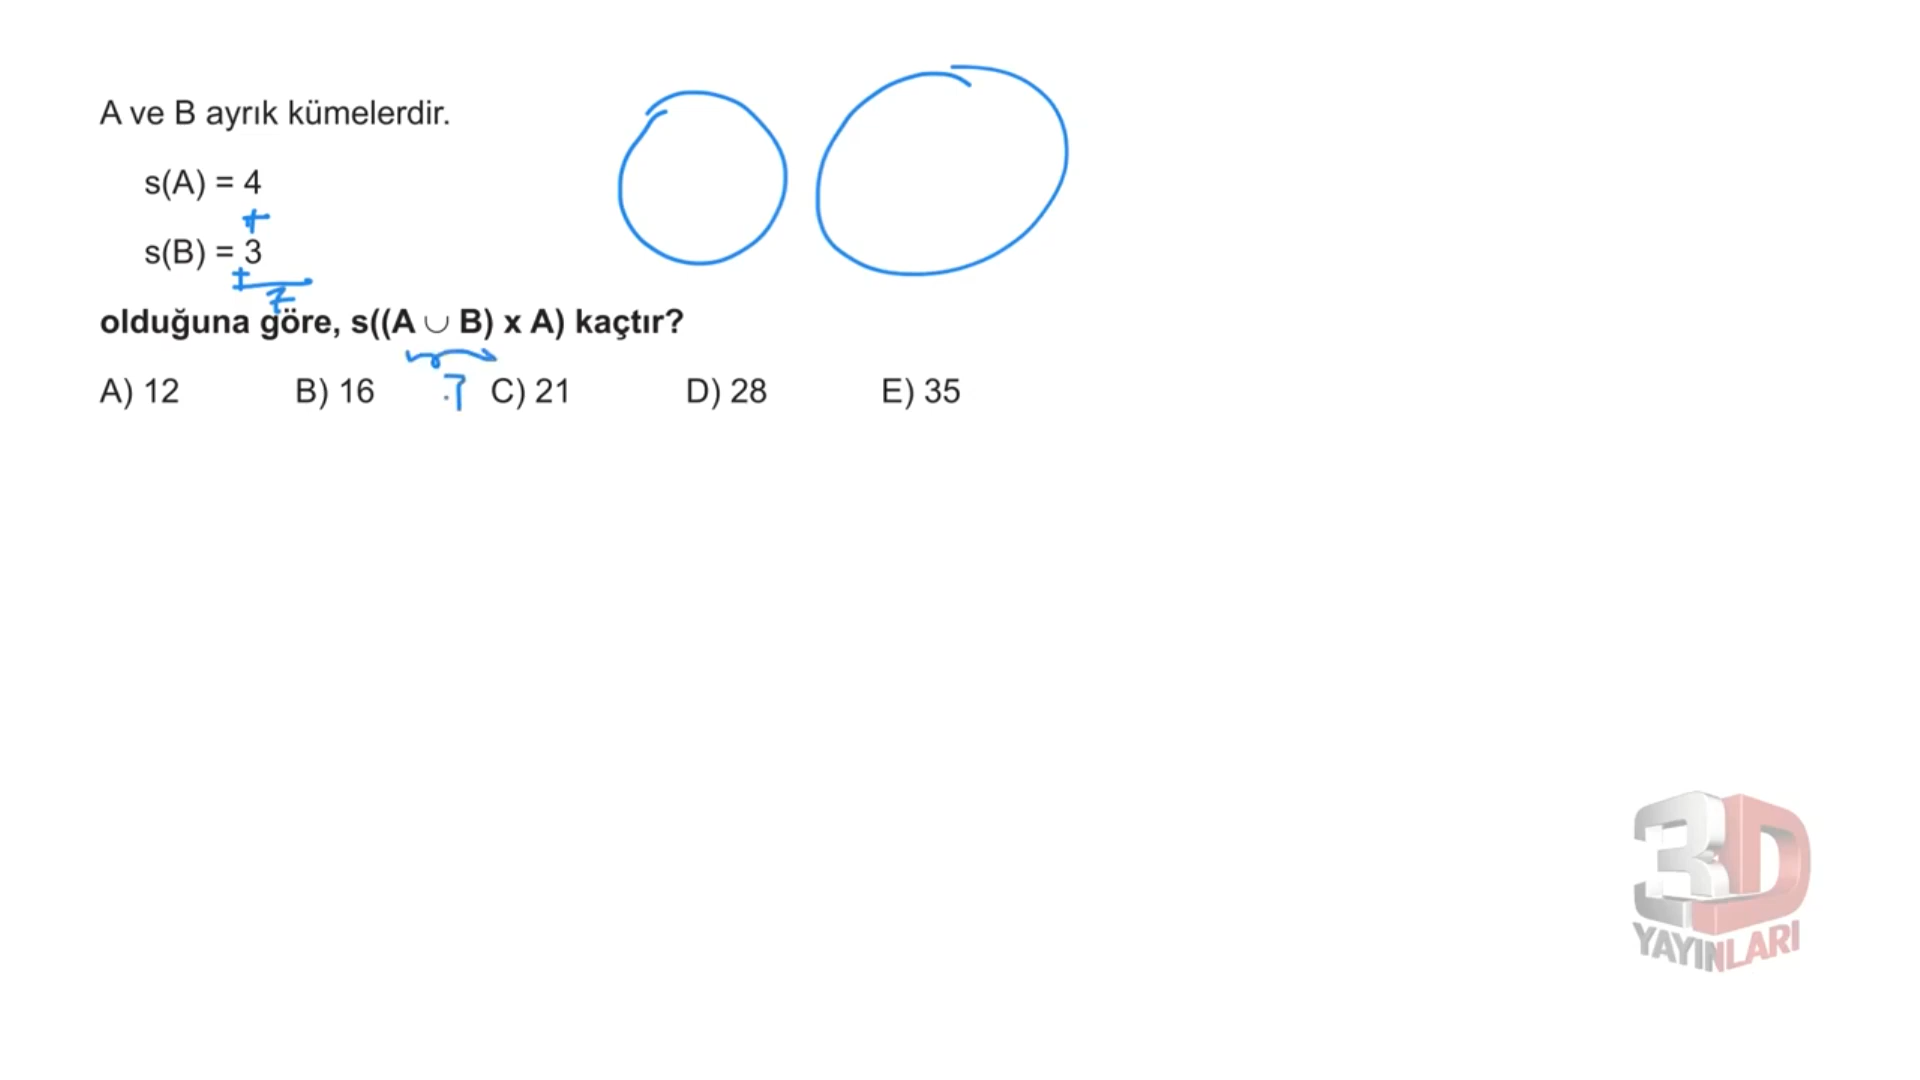 A ve B ayrık kümelerdir.
s(A) = 4
+
s(B) = 3
+
7
olduğuna göre, s((A ∪ B) x A) kaçtır?
7
A) 12 B) 16 C) 21 D) 28 E) 35
3D
YAYINLARI